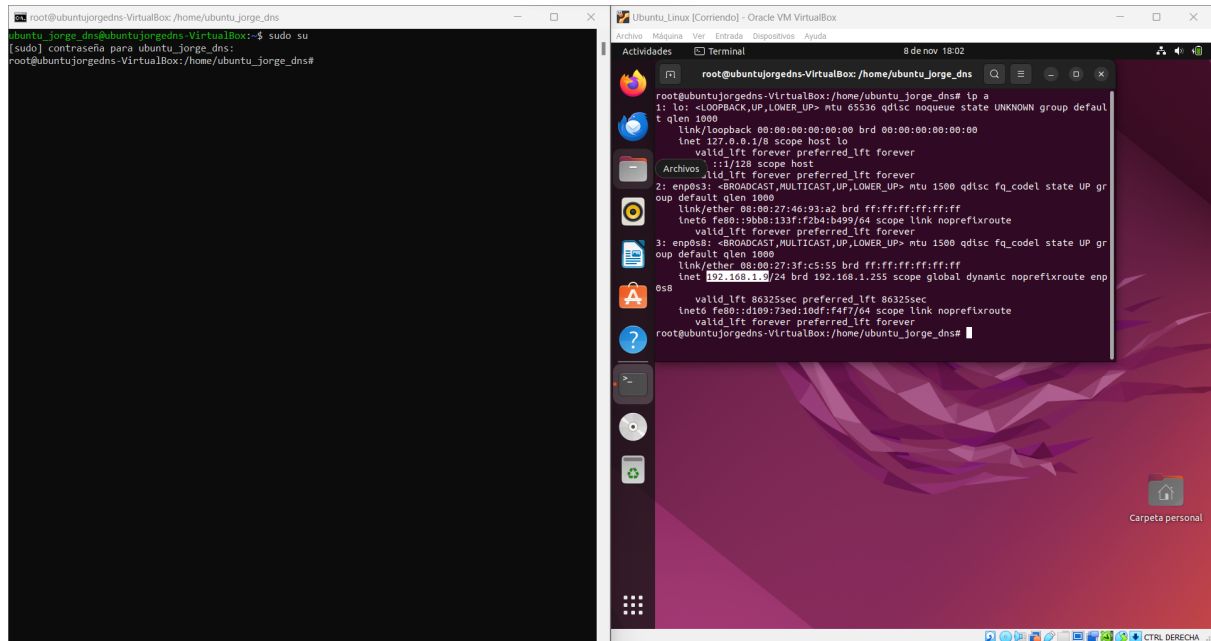 root@ubuntujorgedns-VirtualBox: /home/ubuntu_jorge_dns
ubuntu_jorge_dns@ubuntujorgedns-VirtualBox:~$ sudo su
[sudo] contraseña para ubuntu_jorge_dns:
root@ubuntujorgedns-VirtualBox:/home/ubuntu_jorge_dns#
Ubuntu_Linux [Corriendo] - Oracle VM VirtualBox
Archivo Máquina Ver Entrada Dispositivos Ayuda
Actividades Terminal 8 de nov 18:02
root@ubuntujorgedns-VirtualBox: /home/ubuntu_jorge_dns
root@ubuntujorgedns-VirtualBox:/home/ubuntu_jorge_dns# ip a
1: lo: <LOOPBACK,UP,LOWER_UP> mtu 65536 qdisc noqueue state UNKNOWN group defaul
t qlen 1000
link/loopback 00:00:00:00:00:00 brd 00:00:00:00:00:00
inet 127.0.0.1/8 scope host lo
valid_lft forever preferred_lft forever
::1/128 scope host
Archivos
lid_lft forever preferred_lft forever
2: enp0s3: <BROADCAST,MULTICAST,UP,LOWER_UP> mtu 1500 qdisc fq_codel state UP gr
oup default qlen 1000
link/ether 08:00:27:46:93:a2 brd ff:ff:ff:ff:ff:ff
inet6 fe80::9bb8:133f:f2b4:b499/64 scope link noprefixroute
valid_lft forever preferred_lft forever
3: enp0s8: <BROADCAST,MULTICAST,UP,LOWER_UP> mtu 1500 qdisc fq_codel state UP gr
oup default qlen 1000
link/ether 08:00:27:3f:c5:55 brd ff:ff:ff:ff:ff:ff
inet 192.168.1.9/24 brd 192.168.1.255 scope global dynamic noprefixroute enp
0s8
valid_lft 86325sec preferred_lft 86325sec
inet6 fe80::d109:73ed:10df:f4f7/64 scope link noprefixroute
valid_lft forever preferred_lft forever
root@ubuntujorgedns-VirtualBox:/home/ubuntu_jorge_dns#
Carpeta personal
CTRL DERECHA